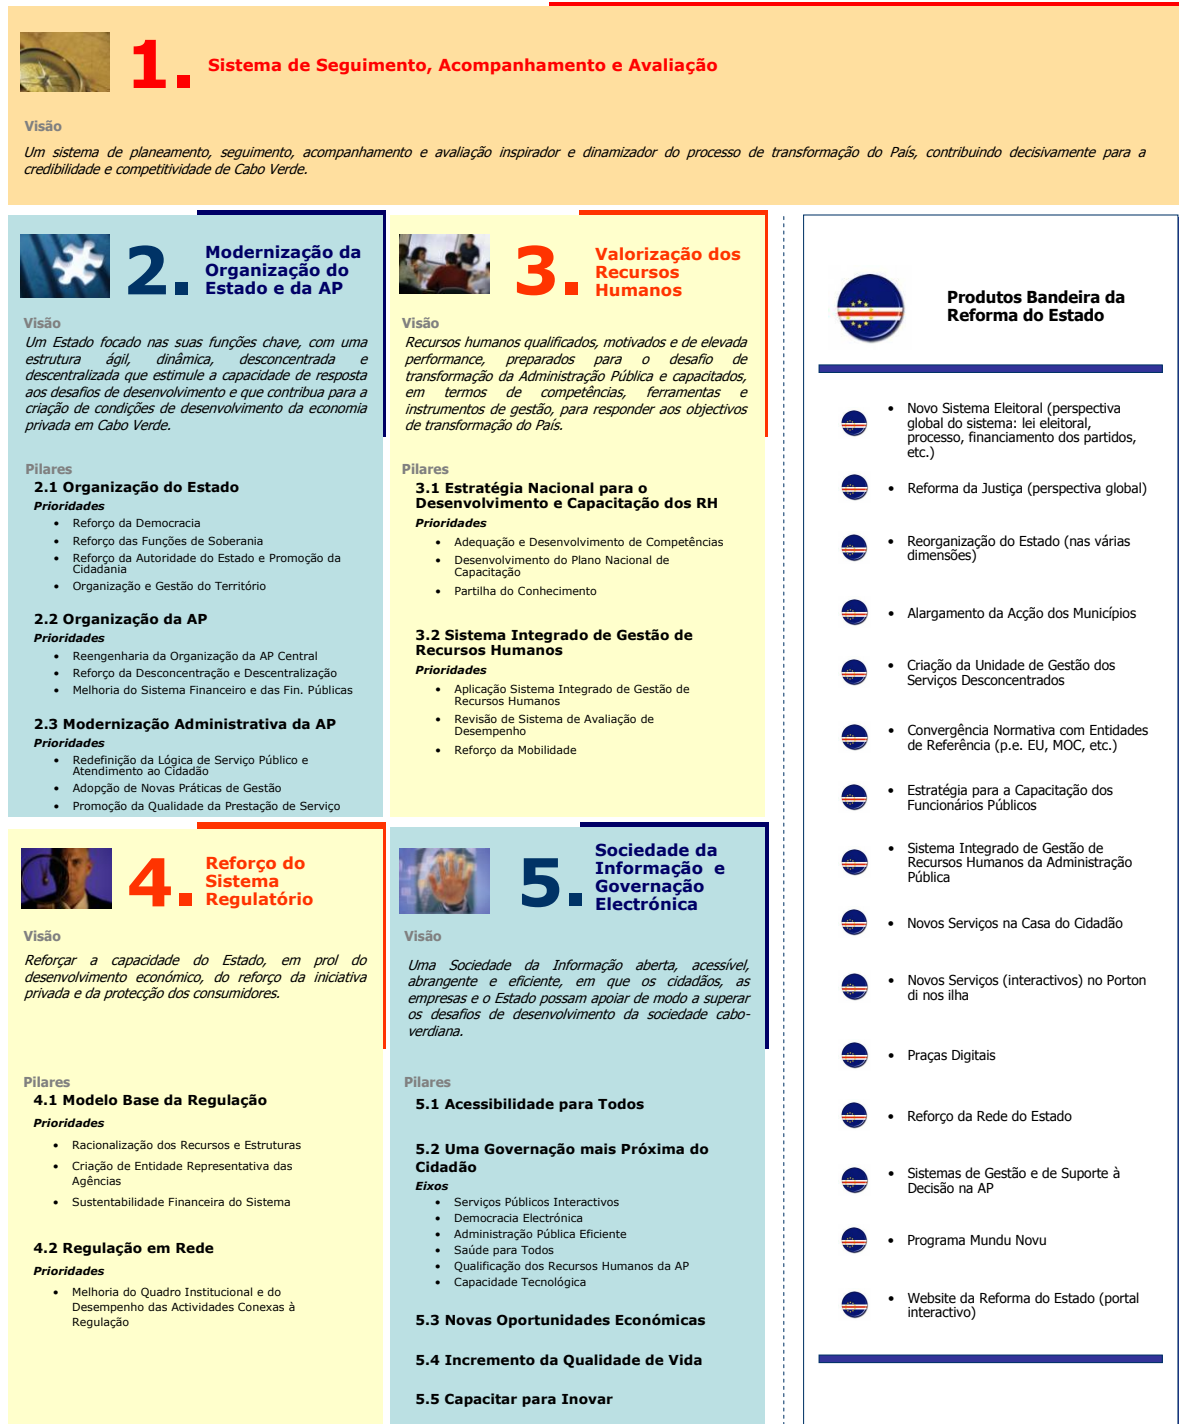 1.
Sistema de Seguimento, Acompanhamento e Avaliação
Visão
Um sistema de planeamento, seguimento, acompanhamento e avaliação inspirador e dinamizador do processo de transformação do País, contribuindo decisivamente para a
credibilidade e competitividade de Cabo Verde.
2.
Modernização da
Organização do
Estado e da AP
Visão
Um Estado focado nas suas funções chave, com uma
estrutura ágil, dinâmica, desconcentrada e
descentralizada que estimule a capacidade de resposta
aos desafios de desenvolvimento e que contribua para a
criação de condições de desenvolvimento da economia
privada em Cabo Verde.
Pilares
2.1 Organização do Estado
Prioridades
• Reforço da Democracia
• Reforço das Funções de Soberania
• Reforço da Autoridade do Estado e Promoção da
Cidadania
• Organização e Gestão do Território
2.2 Organização da AP
Prioridades
• Reengenharia da Organização da AP Central
• Reforço da Desconcentração e Descentralização
• Melhoria do Sistema Financeiro e das Fin. Públicas
2.3 Modernização Administrativa da AP
Prioridades
• Redefinição da Lógica de Serviço Público e
Atendimento ao Cidadão
• Adopção de Novas Práticas de Gestão
• Promoção da Qualidade da Prestação de Serviço
3.
Valorização dos
Recursos
Humanos
Visão
Recursos humanos qualificados, motivados e de elevada
performance, preparados para o desafio de
transformação da Administração Pública e capacitados,
em termos de competências, ferramentas e
instrumentos de gestão, para responder aos objectivos
de transformação do País.
Pilares
3.1 Estratégia Nacional para o
Desenvolvimento e Capacitação dos RH
Prioridades
• Adequação e Desenvolvimento de Competências
• Desenvolvimento do Plano Nacional de
Capacitação
• Partilha do Conhecimento
3.2 Sistema Integrado de Gestão de
Recursos Humanos
Prioridades
• Aplicação Sistema Integrado de Gestão de
Recursos Humanos
• Revisão de Sistema de Avaliação de
Desempenho
• Reforço da Mobilidade
4.
Reforço do
Sistema
Regulatório
Visão
Reforçar a capacidade do Estado, em prol do
desenvolvimento económico, do reforço da iniciativa
privada e da protecção dos consumidores.
Pilares
4.1 Modelo Base da Regulação
Prioridades
• Racionalização dos Recursos e Estruturas
• Criação de Entidade Representativa das
Agências
• Sustentabilidade Financeira do Sistema
4.2 Regulação em Rede
Prioridades
• Melhoria do Quadro Institucional e do
Desempenho das Actividades Conexas à
Regulação
5.
Sociedade da
Informação e
Governação
Electrónica
Visão
Uma Sociedade da Informação aberta, acessível,
abrangente e eficiente, em que os cidadãos, as
empresas e o Estado possam apoiar de modo a superar
os desafios de desenvolvimento da sociedade cabo-
verdiana.
Pilares
5.1 Acessibilidade para Todos
5.2 Uma Governação mais Próxima do
Cidadão
Eixos
• Serviços Públicos Interactivos
• Democracia Electrónica
• Administração Pública Eficiente
• Saúde para Todos
• Qualificação dos Recursos Humanos da AP
• Capacidade Tecnológica
5.3 Novas Oportunidades Económicas
5.4 Incremento da Qualidade de Vida
5.5 Capacitar para Inovar
Produtos Bandeira da
Reforma do Estado
• Novo Sistema Eleitoral (perspectiva
global do sistema: lei eleitoral,
processo, financiamento dos partidos,
etc.)
• Reforma da Justiça (perspectiva global)
• Reorganização do Estado (nas várias
dimensões)
• Alargamento da Acção dos Municípios
• Criação da Unidade de Gestão dos
Serviços Desconcentrados
• Convergência Normativa com Entidades
de Referência (p.e. EU, MOC, etc.)
• Estratégia para a Capacitação dos
Funcionários Públicos
• Sistema Integrado de Gestão de
Recursos Humanos da Administração
Pública
• Novos Serviços na Casa do Cidadão
• Novos Serviços (interactivos) no Porton
di nos ilha
• Praças Digitais
• Reforço da Rede do Estado
• Sistemas de Gestão e de Suporte à
Decisão na AP
• Programa Mundu Novu
• Website da Reforma do Estado (portal
interactivo)